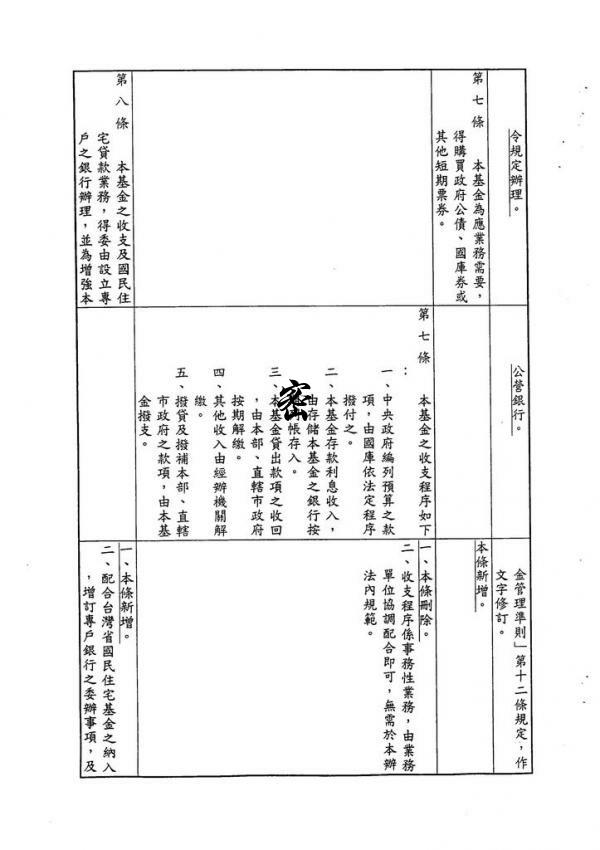 令規定辦理。
公營銀行。
金管理準則」第十二條規定，作
文字修訂。
第七條　本基金為應業務需要，
得購買政府公債、國庫券或
其他短期票券。
本條新增。
第七條　本基金之收支程序如下
：
一、中央政府編列預算之款
項，由國庫依法定程序
撥付之。
二、本基金存款利息收入，
由存儲本基金之銀行按
帳存入。
三、本基金貸出款項之收回
，由本部、直轄市政府
按期解繳。
四、其他收入由經辦機關解
繳。
五、撥貸及撥補本部、直轄
市政府之款項，由本基
金撥支。
一、本條刪除。
二、收支程序係事務性業務，由業務
單位協調配合即可，無需於本辦
法內規範。
第八條　本基金之收支及國民住
宅貸款業務，得委由設立專
戶之銀行辦理，並為增強本
一、本條新增。
二、配合台灣省國民住宅基金之納入
，增訂專戶銀行之委辦事項，及
密